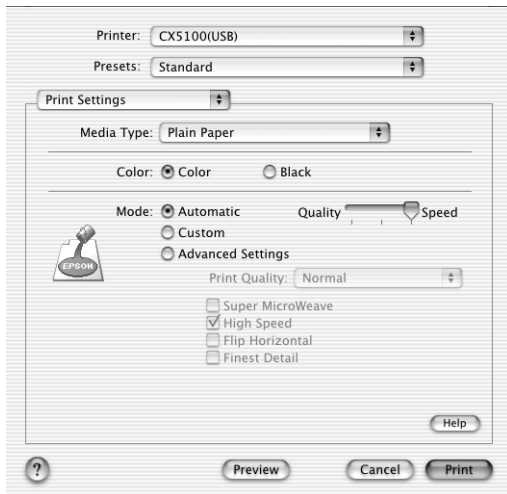 Printer: CX5100(USB)
Presets: Standard
Print Settings
Media Type: Plain Paper
Color: Color Black
Mode: Automatic Quality Speed
Custom
EPSON
Advanced Settings
Print Quality: Normal
Super MicroWeave
High Speed
Flip Horizontal
Finest Detail
Help
? Preview Cancel Print